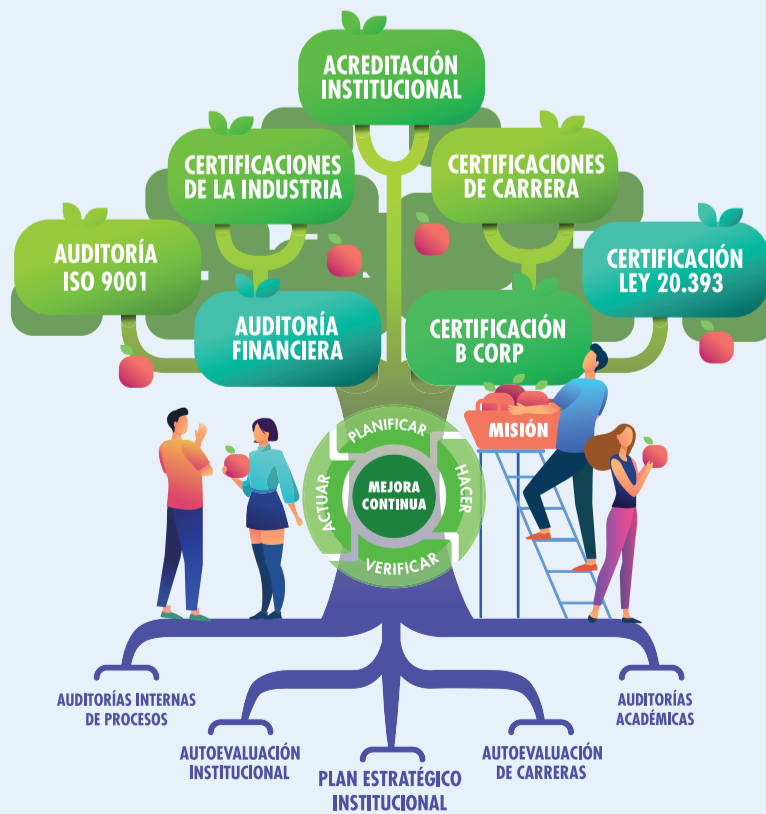 ACREDITACIÓN
INSTITUCIONAL
CERTIFICACIONES
DE LA INDUSTRIA
CERTIFICACIONES
DE CARRERA
AUDITORÍA
ISO 9001
CERTIFICACIÓN
LEY 20.393
AUDITORÍA
FINANCIERA
CERTIFICACIÓN
B CORP
MISIÓN
PLANIFICAR
HACER
VERIFICAR
ACTUAR
MEJORA
CONTINUA
AUDITORÍAS INTERNAS
DE PROCESOS
AUTOEVALUACIÓN
INSTITUCIONAL
PLAN ESTRATÉGICO
INSTITUCIONAL
AUTOEVALUACIÓN
DE CARRERAS
AUDITORÍAS
ACADÉMICAS